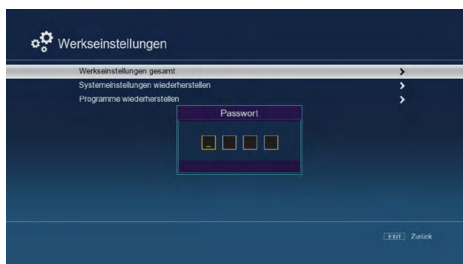 Werkseinstellungen
Werkseinstellungen gesamt
Systemeinstellungen wiederherstellen
Programme wiederherstellen
Passwort
_
EXIT Zurück